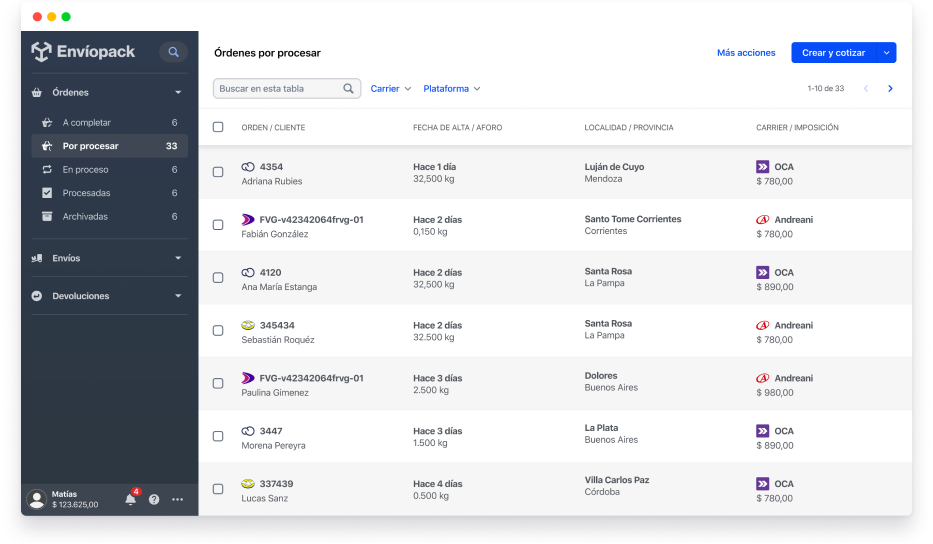 Envíopack
Órdenes
A completar 6
Por procesar 33
En proceso 6
Procesadas 6
Archivadas 6
Envíos
Devoluciones
Matías
$ 123.625,00
4
?
Órdenes por procesar
Más acciones
Crear y cotizar
Buscar en esta tabla
Carrier
Plataforma
1-10 de 33
ORDEN / CLIENTE FECHA DE ALTA / AFORO LOCALIDAD / PROVINCIA CARRIER / IMPOSICIÓN
4354 Hace 1 día Luján de Cuyo OCA
Adriana Rubies 32,500 kg Mendoza $ 780,00
FVG-v42342064frvg-01 Hace 2 días Santo Tome Corrientes Andreani
Fabián González 0,150 kg Corrientes $ 780,00
4120 Hace 2 días Santa Rosa OCA
Ana María Estanga 32,500 kg La Pampa $ 890,00
345434 Hace 2 días Santa Rosa Andreani
Sebastián Roquéz 32.500 kg La Pampa $ 780,00
FVG-v42342064frvg-01 Hace 3 días Dolores Andreani
Paulina Gimenez 2.500 kg Buenos Aires $ 980,00
3447 Hace 3 días La Plata OCA
Morena Pereyra 1.500 kg Buenos Aires $ 890,00
337439 Hace 4 días Villa Carlos Paz OCA
Lucas Sanz 0.500 kg Córdoba $ 780,00